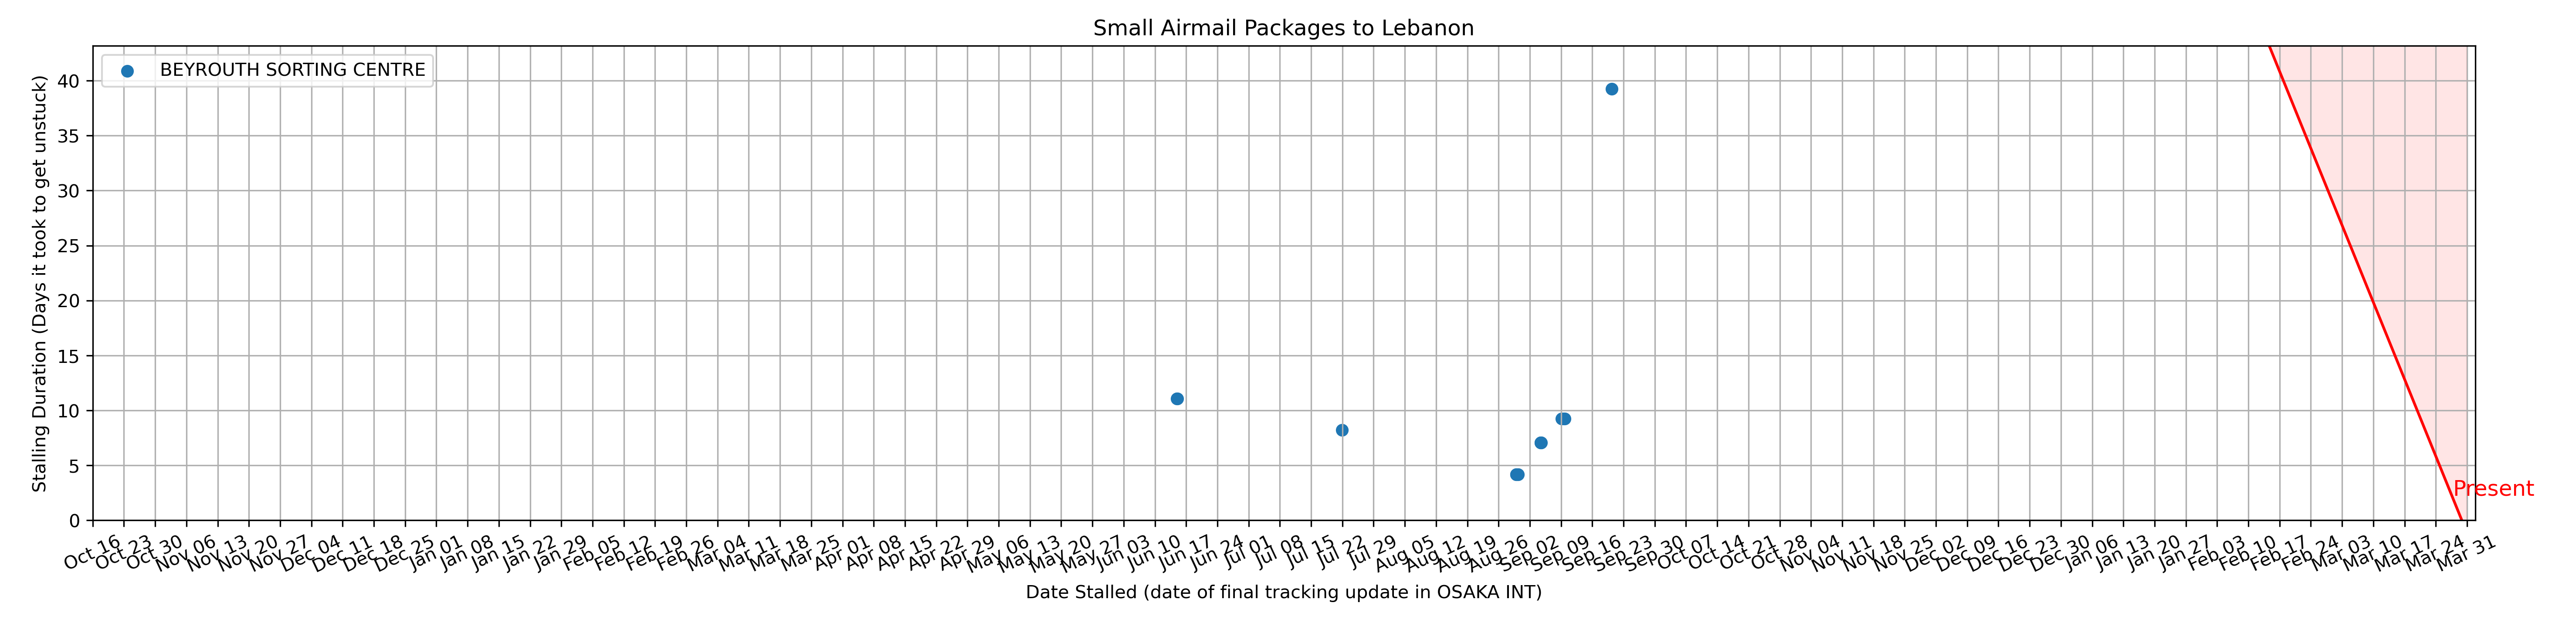 Small Airmail Packages to Lebanon
BEYROUTH SORTING CENTRE
Stalling Duration (Days it took to get unstuck)
40
35
30
25
20
15
10
5
0
Present
Oct 16
Oct 23
Oct 30
Nov 06
Nov 13
Nov 20
Nov 27
Dec 04
Dec 11
Dec 18
Dec 25
Jan 01
Jan 08
Jan 15
Jan 22
Jan 29
Feb 05
Feb 12
Feb 19
Feb 26
Mar 04
Mar 11
Mar 18
Mar 25
Apr 01
Apr 08
Apr 15
Apr 22
Apr 29
May 06
May 13
May 20
May 27
Jun 03
Jun 10
Jun 17
Jun 24
Jul 01
Jul 08
Jul 15
Jul 22
Jul 29
Aug 05
Aug 12
Aug 19
Aug 26
Sep 02
Sep 09
Sep 16
Sep 23
Sep 30
Oct 07
Oct 14
Oct 21
Oct 28
Nov 04
Nov 11
Nov 18
Nov 25
Dec 02
Dec 09
Dec 16
Dec 23
Dec 30
Jan 06
Jan 13
Jan 20
Jan 27
Feb 03
Feb 10
Feb 17
Feb 24
Mar 03
Mar 10
Mar 17
Mar 24
Mar 31
Date Stalled (date of final tracking update in OSAKA INT)